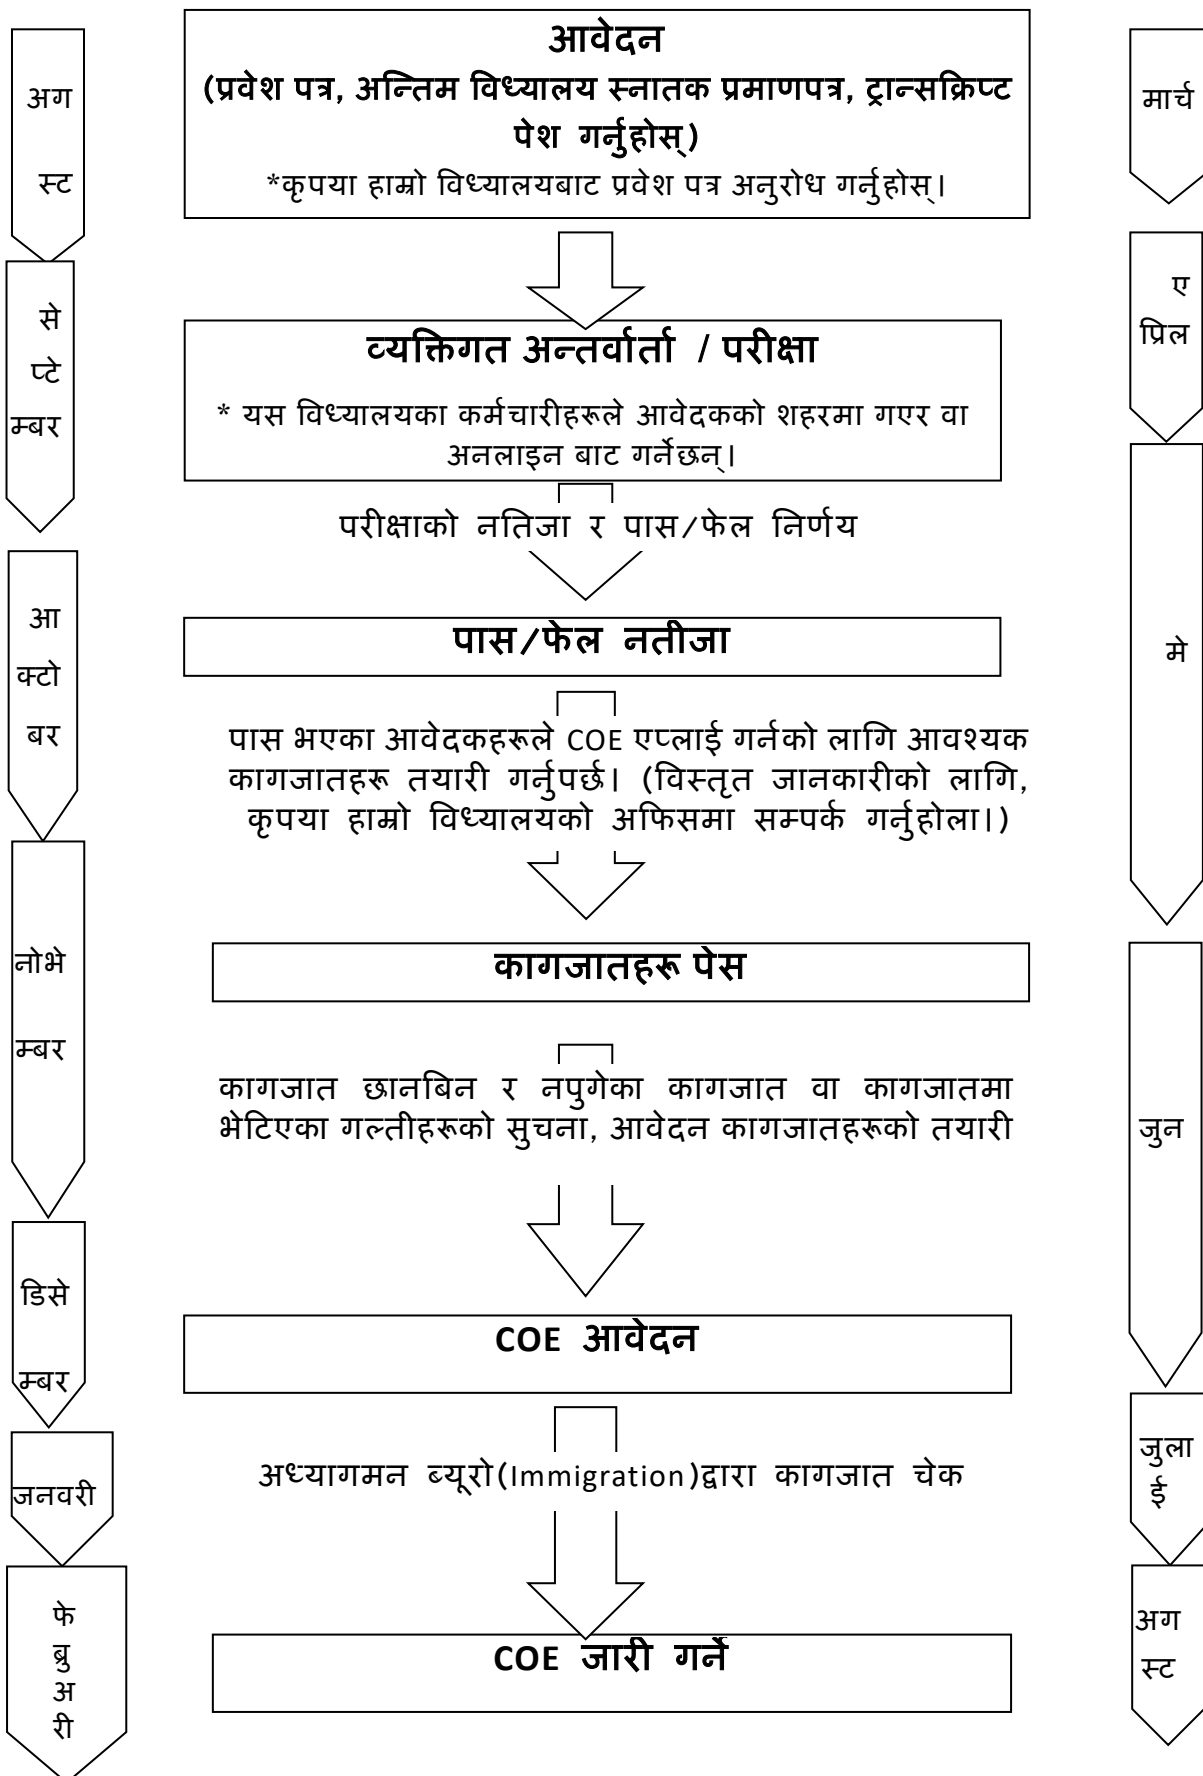 अग
स्ट
से
प्टे
म्बर
आ
क्टो
बर
नोभे
म्बर
डिसे
म्बर
जनवरी
फे
ब्रु
अ
री
आवेदन
(प्रवेश पत्र, अन्तिम विध्यालय स्नातक प्रमाणपत्र, ट्रान्सक्रिप्ट
पेश गर्नुहोस्)
*कृपया हाम्रो विध्यालयबाट प्रवेश पत्र अनुरोध गर्नुहोस्।
व्यक्तिगत अन्तर्वार्ता / परीक्षा
* यस विध्यालयका कर्मचारीहरूले आवेदकको शहरमा गएर वा
अनलाइन बाट गर्नेछन्।
परीक्षाको नतिजा र पास/फेल निर्णय
पास/फेल नतीजा
पास भएका आवेदकहरूले COE एप्लाई गर्नको लागि आवश्यक
कागजातहरू तयारी गर्नुपर्छ। (विस्तृत जानकारीको लागि,
कृपया हाम्रो विध्यालयको अफिसमा सम्पर्क गर्नुहोला।)
कागजातहरू पेस
कागजात छानबिन र नपुगेका कागजात वा कागजातमा
भेटिएका गल्तीहरूको सुचना, आवेदन कागजातहरूको तयारी
COE आवेदन
अध्यागमन ब्यूरो(Immigration)द्वारा कागजात चेक
COE जारी गर्ने
मार्च
ए
प्रिल
मे
जुन
जुला
ई
अग
स्ट